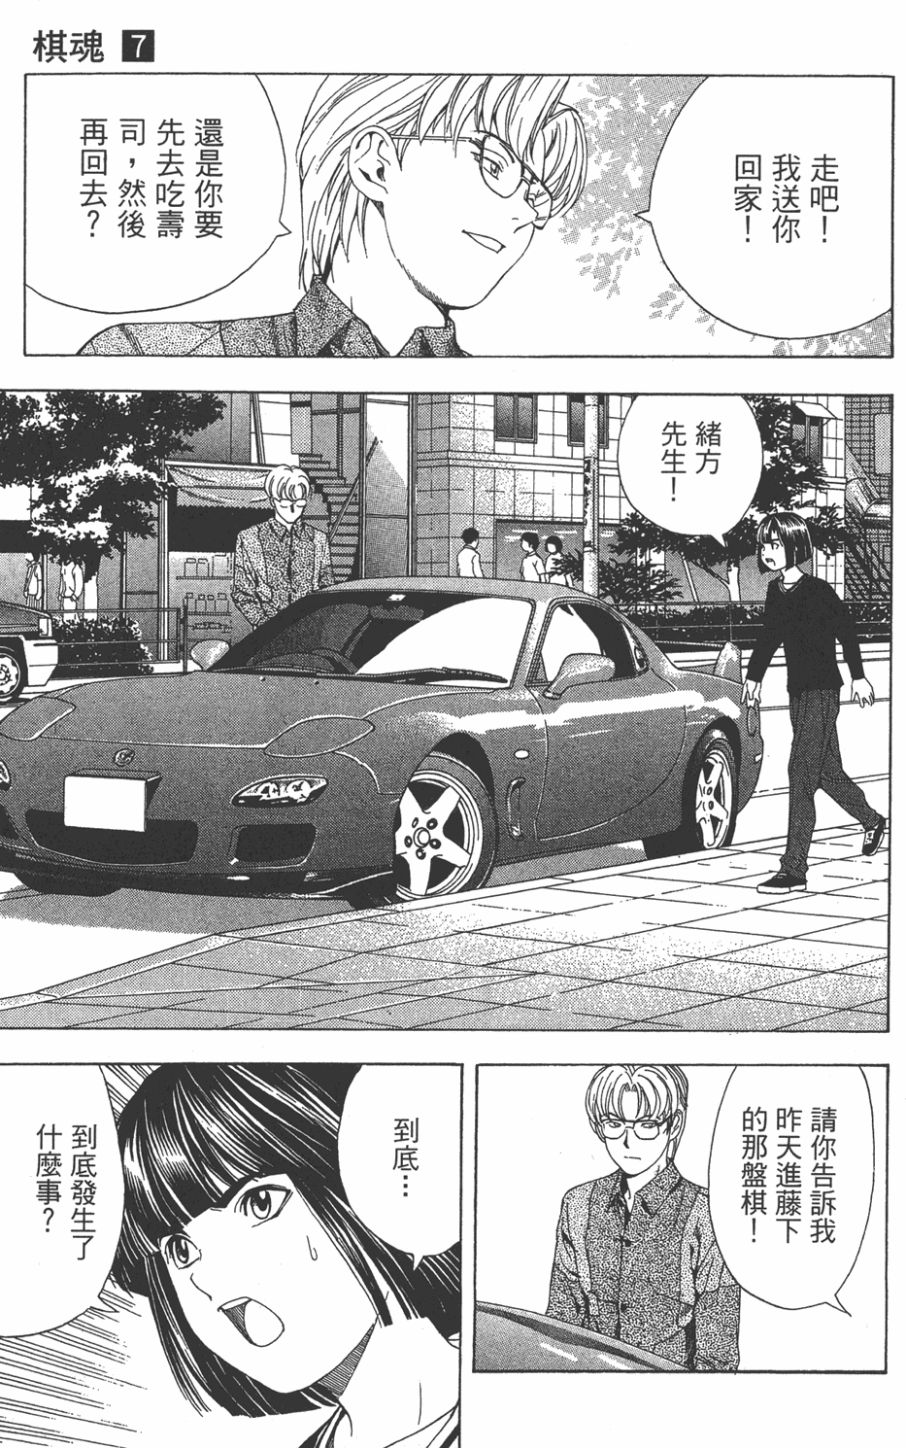 棋魂 7
走吧！
我送你
回家！
還是你要
先去吃壽
司，然後
再回去？
緒方
先生！
請你告訴我
昨天進藤下
的那盤棋！
到底…
到底發生了
什麼事？